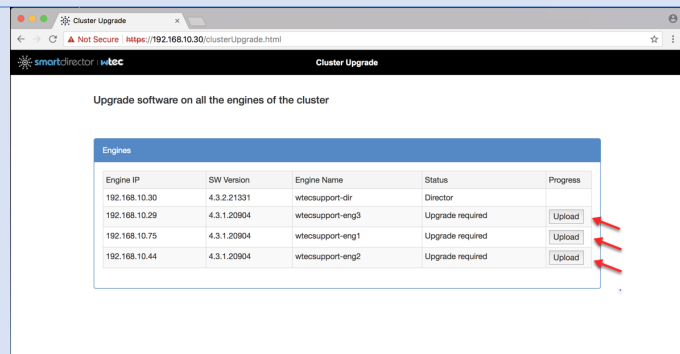 Cluster Upgrade
Not Secure https://192.168.10.30/clusterUpgrade.html
smartdirector wtec Cluster Upgrade
Upgrade software on all the engines of the cluster
Engines
Engine IP SW Version Engine Name Status Progress
192.168.10.30 4.3.2.21331 wtecsupport-dir Director
192.168.10.29 4.3.1.20904 wtecsupport-eng3 Upgrade required Upload
192.168.10.75 4.3.1.20904 wtecsupport-eng1 Upgrade required Upload
192.168.10.44 4.3.1.20904 wtecsupport-eng2 Upgrade required Upload